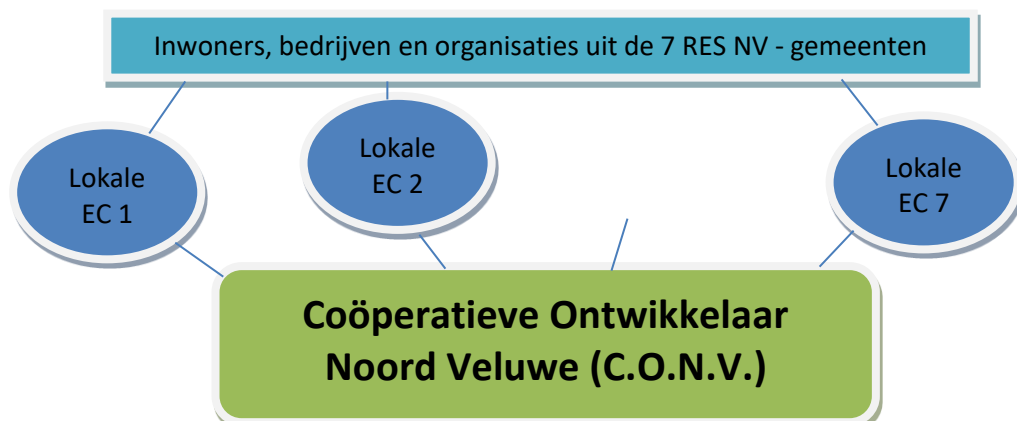 Inwoners, bedrijven en organisaties uit de 7 RES NV - gemeenten
Lokale
EC 1
Lokale
EC 2
Lokale
EC 7
Coöperatieve Ontwikkelaar
Noord Veluwe (C.O.N.V.)